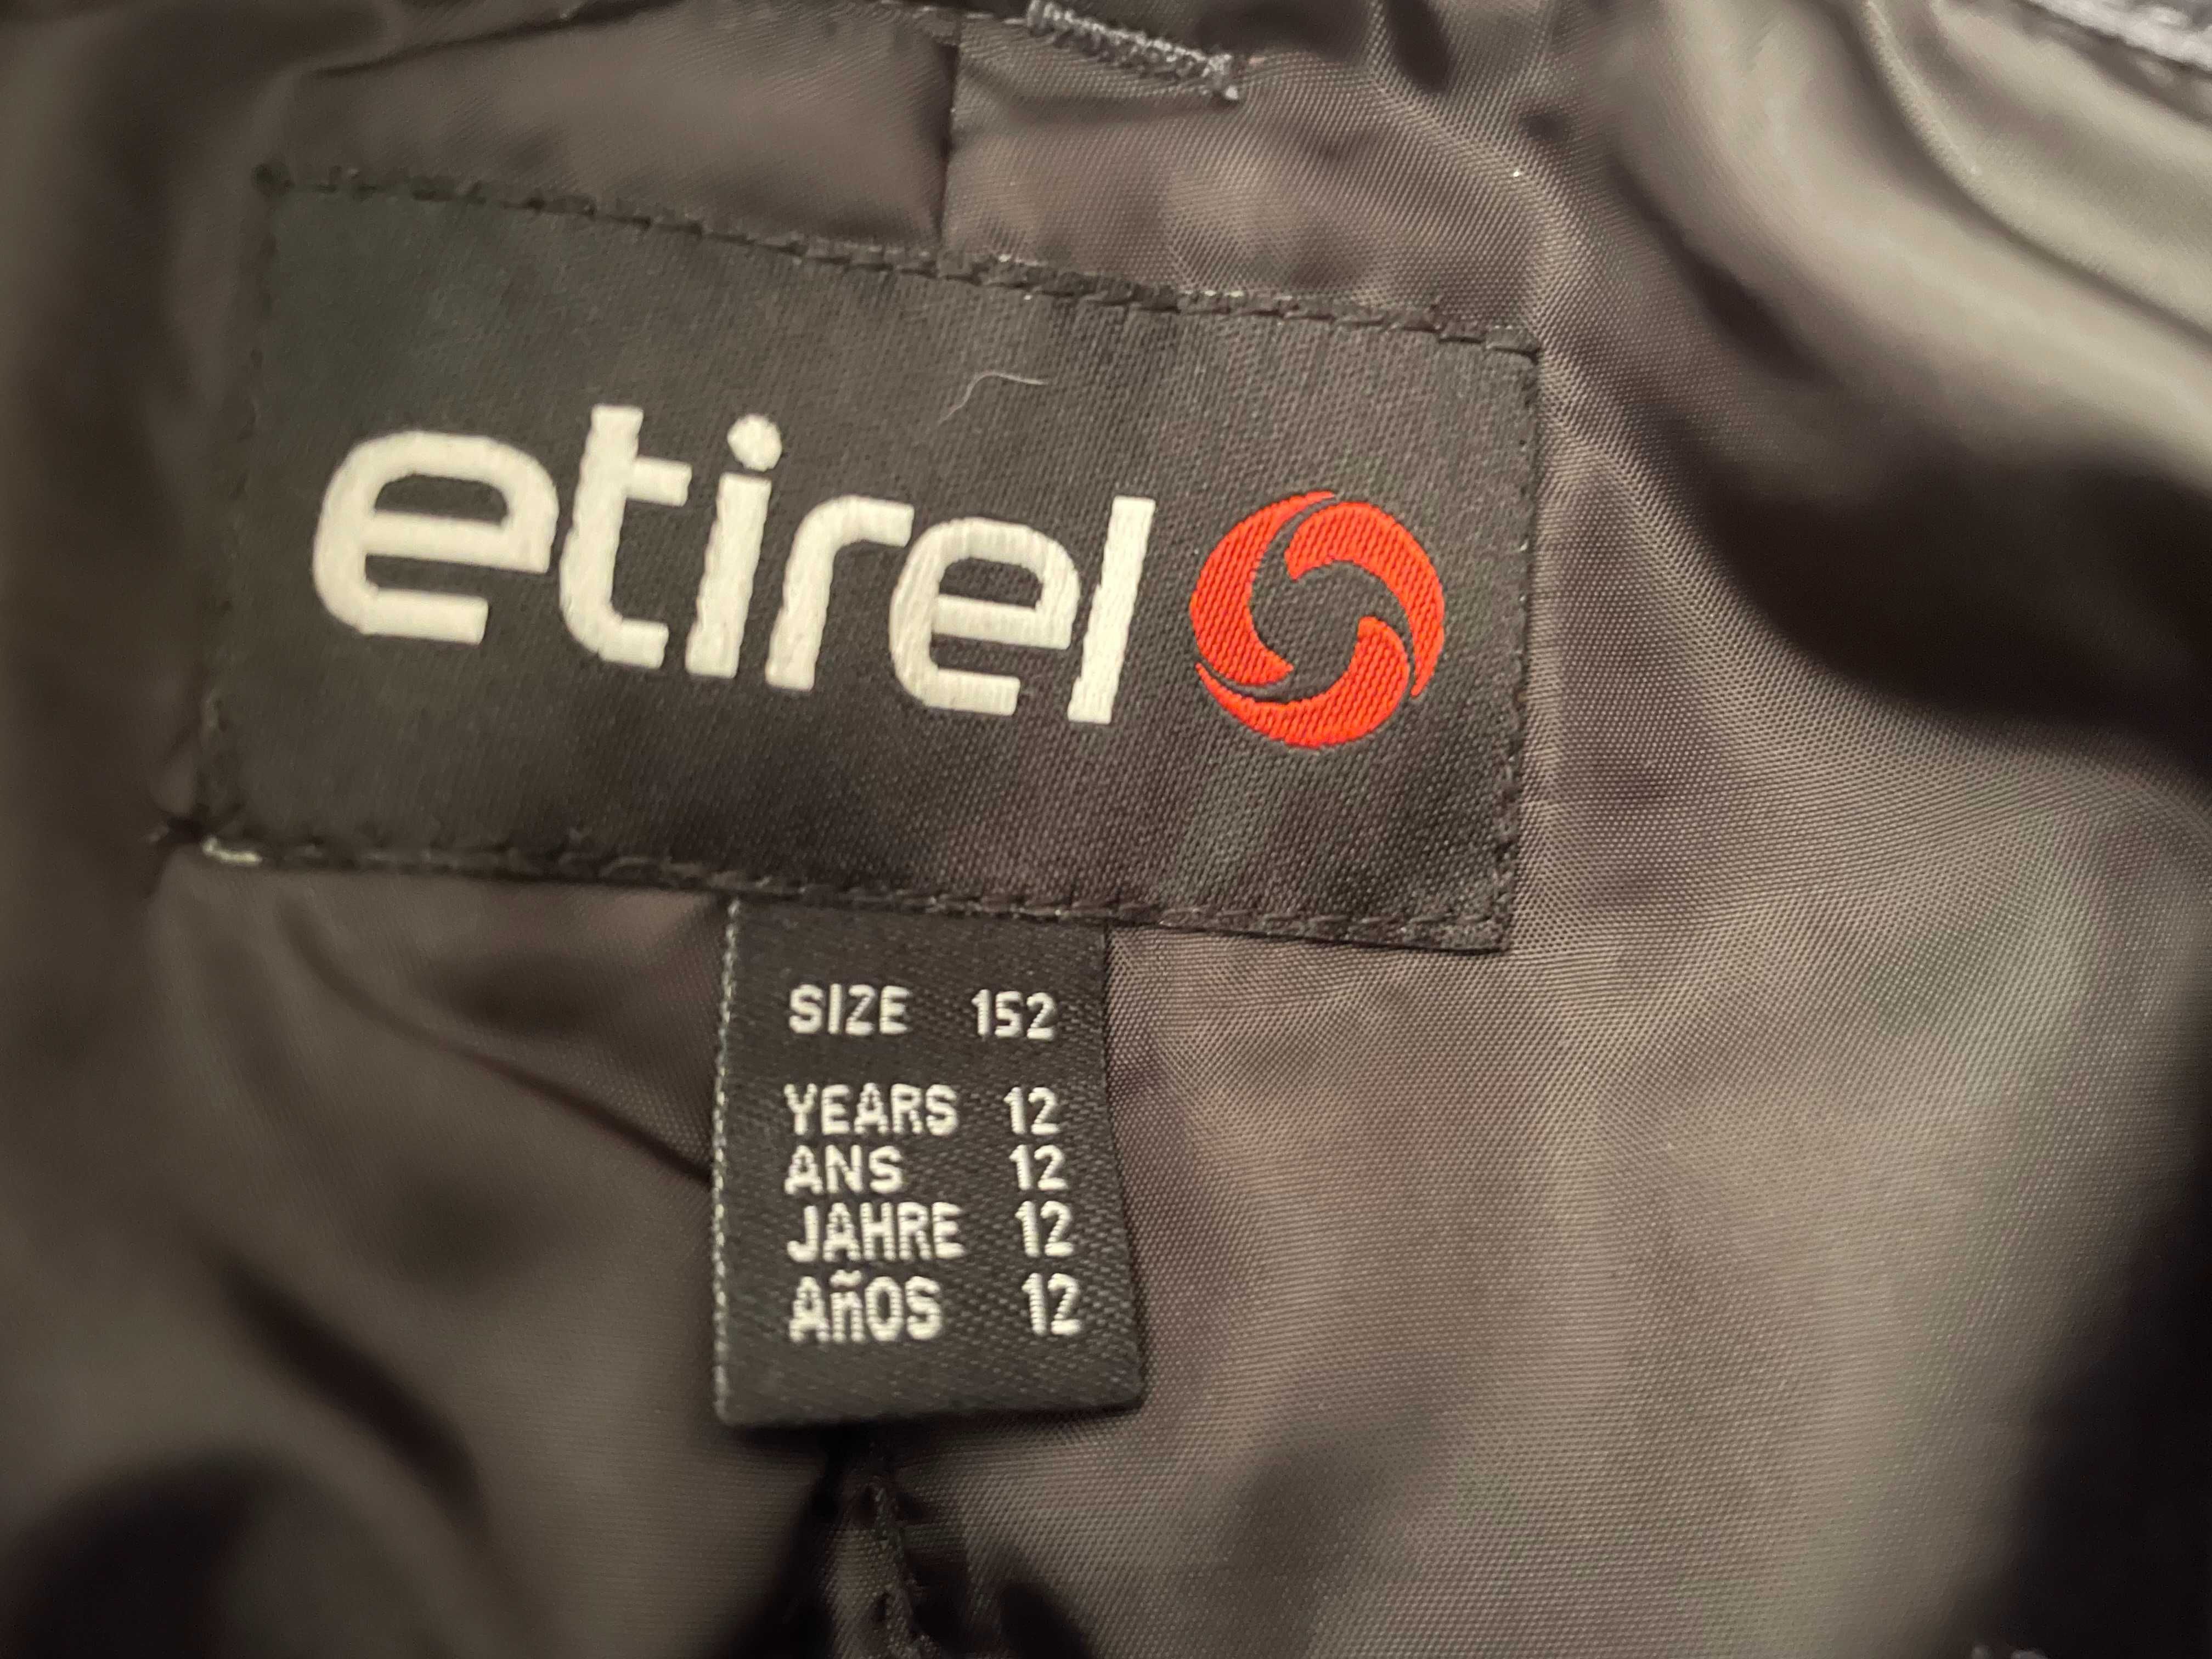 etirel
SIZE 152
YEARS 12
ANS 12
JAHRE 12
AñOS 12